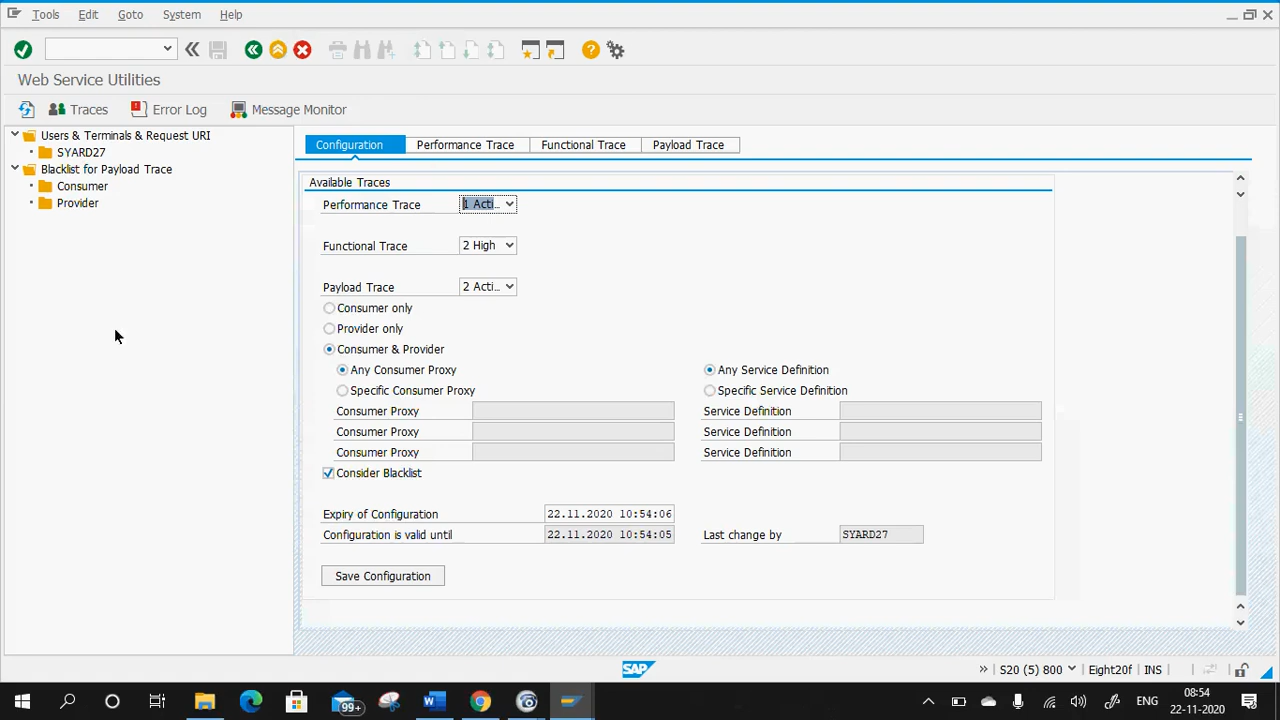 Tools Edit Goto System Help
Web Service Utilities
Traces Error Log Message Monitor
Users & Terminals & Request URI
SYARD27
Blacklist for Payload Trace
Consumer
Provider
Configuration Performance Trace Functional Trace Payload Trace
Available Traces
Performance Trace 1 Acti...
Functional Trace 2 High
Payload Trace 2 Acti...
Consumer only
Provider only
Consumer & Provider
Any Consumer Proxy Any Service Definition
Specific Consumer Proxy Specific Service Definition
Consumer Proxy Service Definition
Consumer Proxy Service Definition
Consumer Proxy Service Definition
Consider Blacklist
Expiry of Configuration 22.11.2020 10:54:06
Configuration is valid until 22.11.2020 10:54:05 Last change by SYARD27
Save Configuration
SAP
S20 (5) 800 Eight20f INS
99+
ENG
08:54
22-11-2020